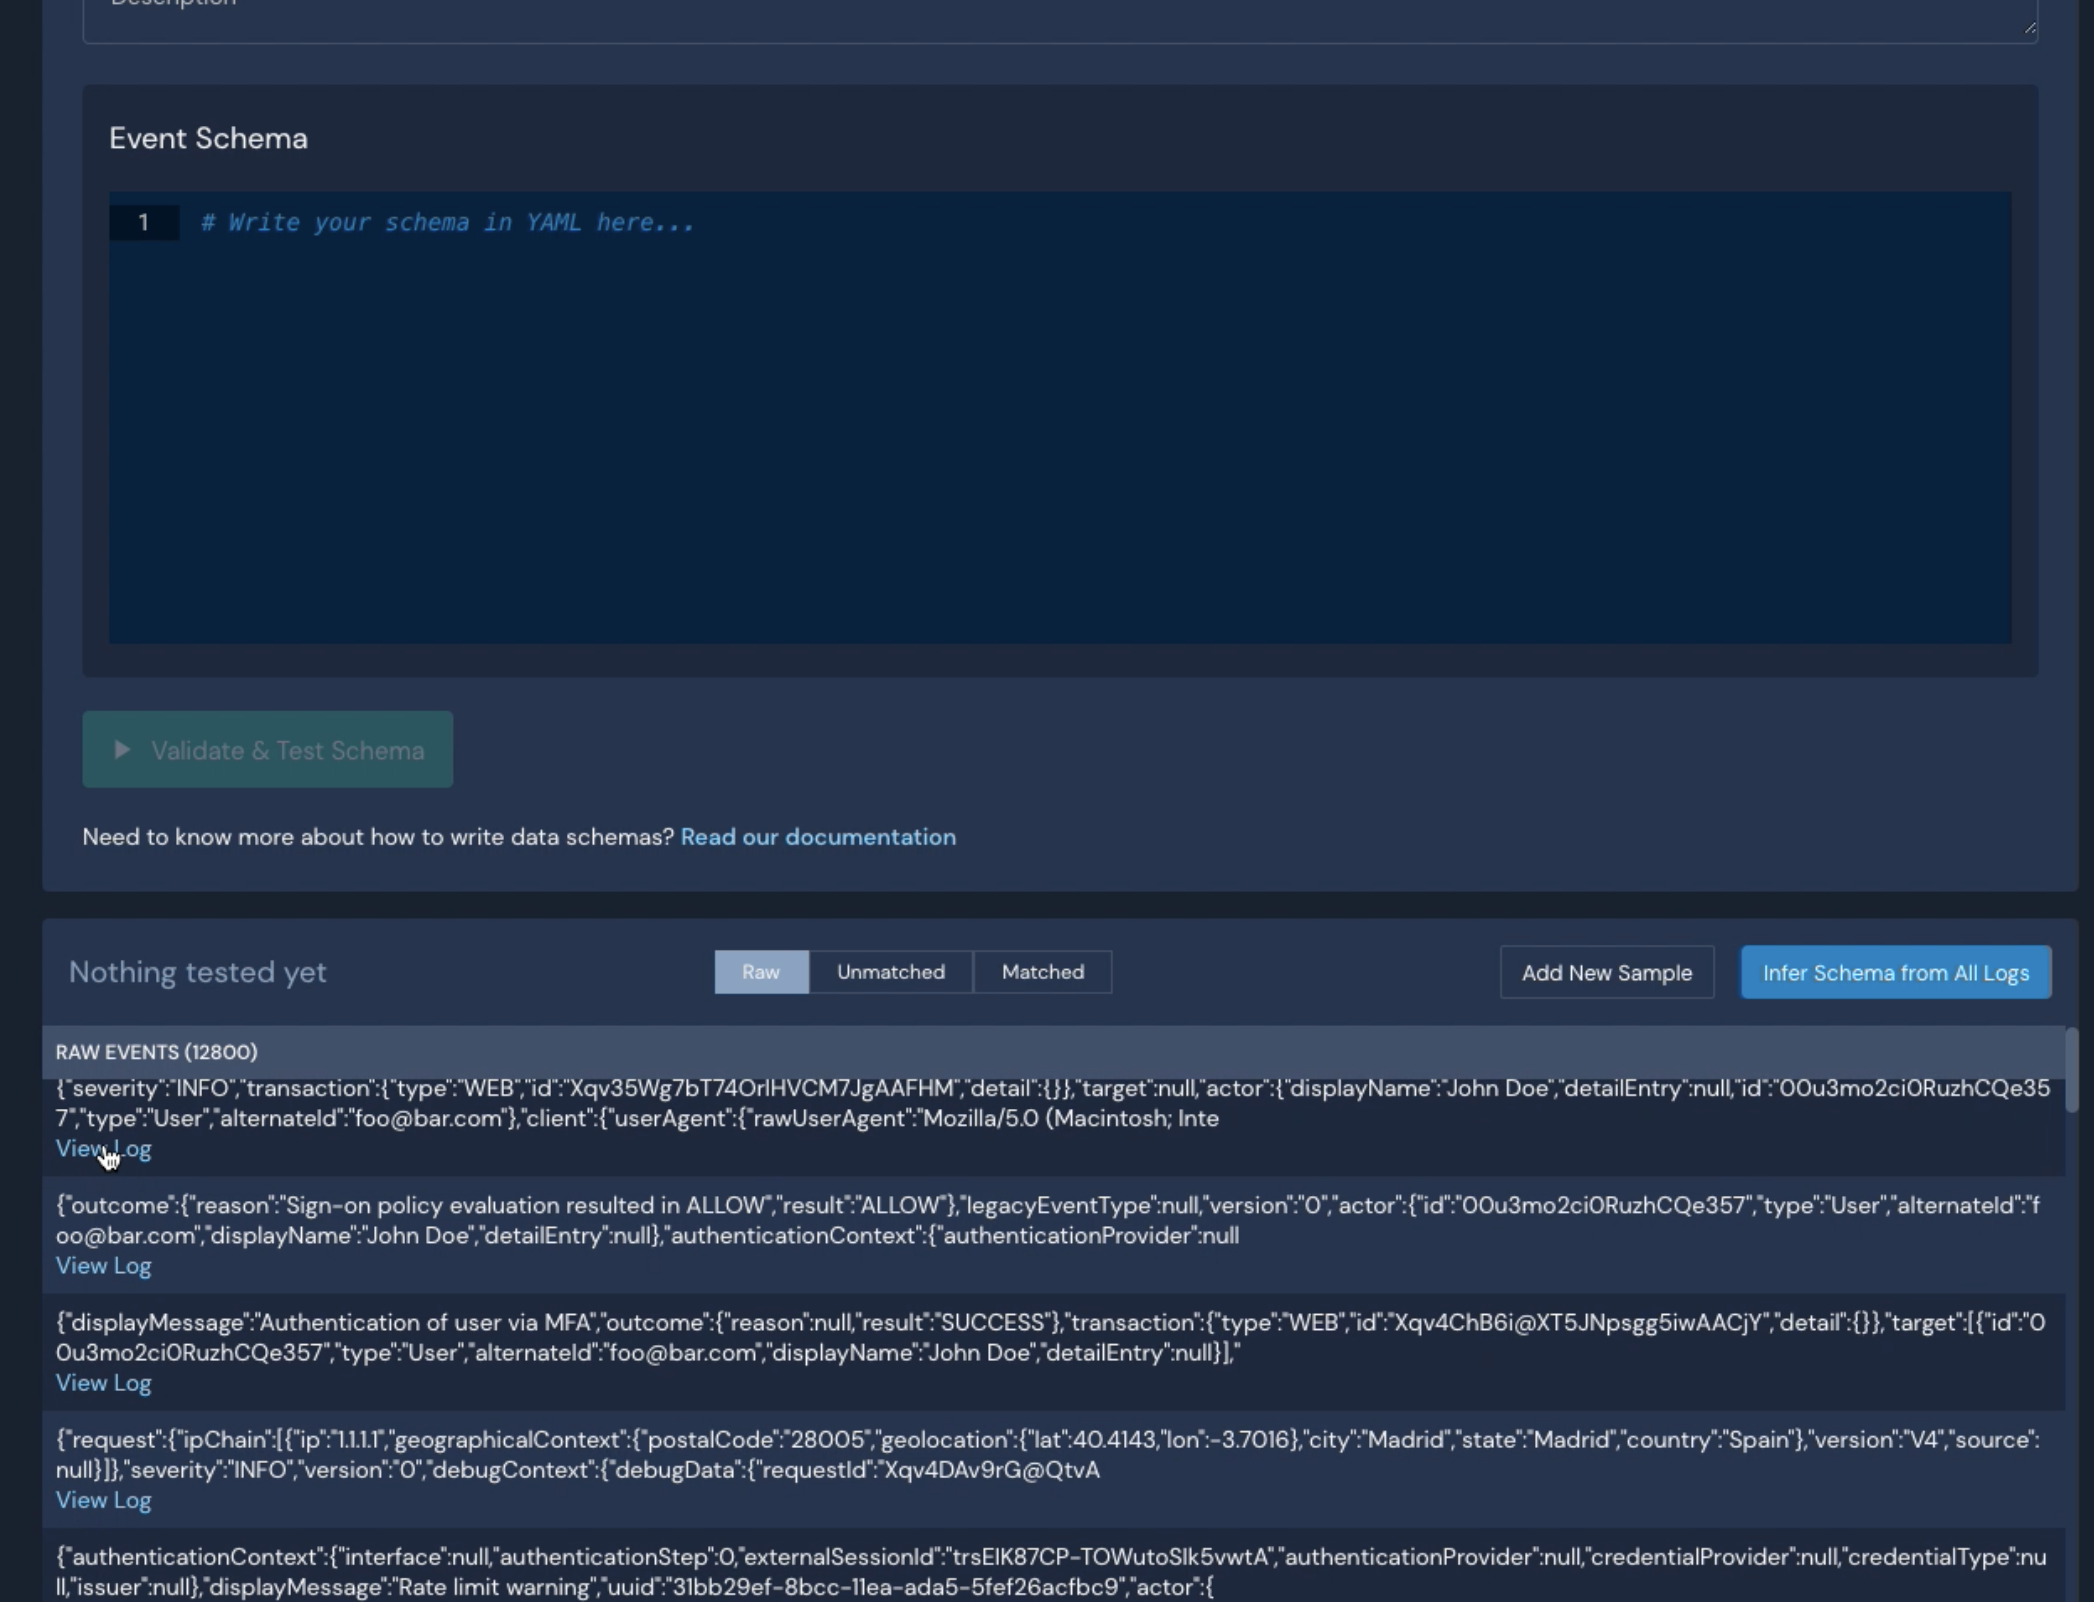 Description
Event Schema
1 # Write your schema in YAML here...
Validate & Test Schema
Need to know more about how to write data schemas? Read our documentation
Nothing tested yet
Raw
Unmatched
Matched
Add New Sample
Infer Schema from All Logs
RAW EVENTS (12800)
{"severity":"INFO","transaction":{"type":"WEB","id":"Xqv35Wg7bT74OrIHVCM7JgAAFHM","detail":{}},"target":null,"actor":{"displayName":"John Doe","detailEntry":null,"id":"00u3mo2ci0RuzhCQe35
7","type":"User","alternateId":"foo@bar.com"},"client":{"userAgent":{"rawUserAgent":"Mozilla/5.0 (Macintosh; Inte
View Log
{"outcome":{"reason":"Sign-on policy evaluation resulted in ALLOW","result":"ALLOW"},"legacyEventType":null,"version":"0","actor":{"id":"00u3mo2ci0RuzhCQe357","type":"User","alternateId":"f
oo@bar.com","displayName":"John Doe","detailEntry":null},"authenticationContext":{"authenticationProvider":null
View Log
{"displayMessage":"Authentication of user via MFA","outcome":{"reason":null,"result":"SUCCESS"},"transaction":{"type":"WEB","id":"Xqv4ChB6i@XT5JNpsgg5iwAACjY","detail":{}},"target":[{"id":"0
0u3mo2ci0RuzhCQe357","type":"User","alternateId":"foo@bar.com","displayName":"John Doe","detailEntry":null}],"
View Log
{"request":{"ipChain":[{"ip":"1.1.1.1","geographicalContext":{"postalCode":"28005","geolocation":{"lat":40.4143,"lon":-3.7016},"city":"Madrid","state":"Madrid","country":"Spain"},"version":"V4","source":
null}]},"severity":"INFO","version":"0","debugContext":{"debugData":{"requestId":"Xqv4DAv9rG@QtvA
View Log
{"authenticationContext":{"interface":null,"authenticationStep":0,"externalSessionId":"trsEIK87CP-TOWutoSIk5vwtA","authenticationProvider":null,"credentialProvider":null,"credentialType":nu
ll,"issuer":null},"displayMessage":"Rate limit warning","uuid":"31bb29ef-8bcc-11ea-ada5-5fef26acfbc9","actor":{